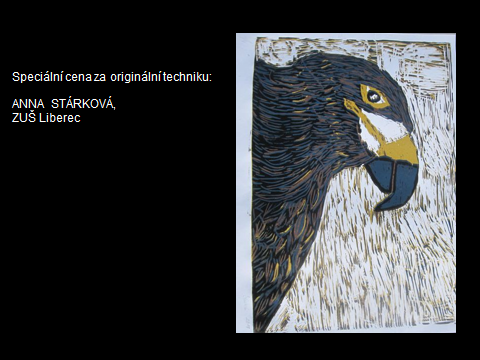 Speciální cena za originální techniku:
ANNA STÁRKOVÁ,
ZUŠ Liberec